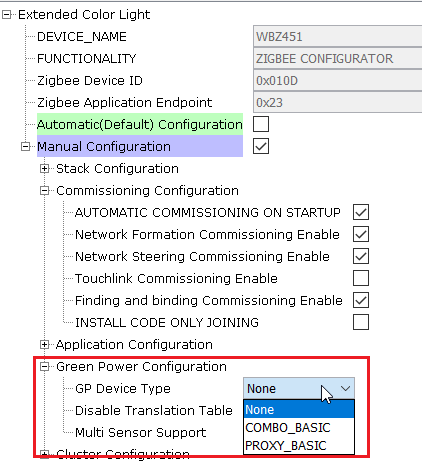 Extended Color Light
DEVICE_NAME WBZ451
FUNCTIONALITY ZIGBEE CONFIGURATOR
Zigbee Device ID 0x010D
Zigbee Application Endpoint 0x23
Automatic(Default) Configuration
Manual Configuration
Stack Configuration
Commissioning Configuration
AUTOMATIC COMMISSIONING ON STARTUP
Network Formation Commissioning Enable
Network Steering Commissioning Enable
Touchlink Commissioning Enable
Finding and binding Commissioning Enable
INSTALL CODE ONLY JOINING
Application Configuration
Green Power Configuration
GP Device Type None
Disable Translation Table None
COMBO_BASIC
Multi Sensor Support
PROXY_BASIC
Cluster Configuration